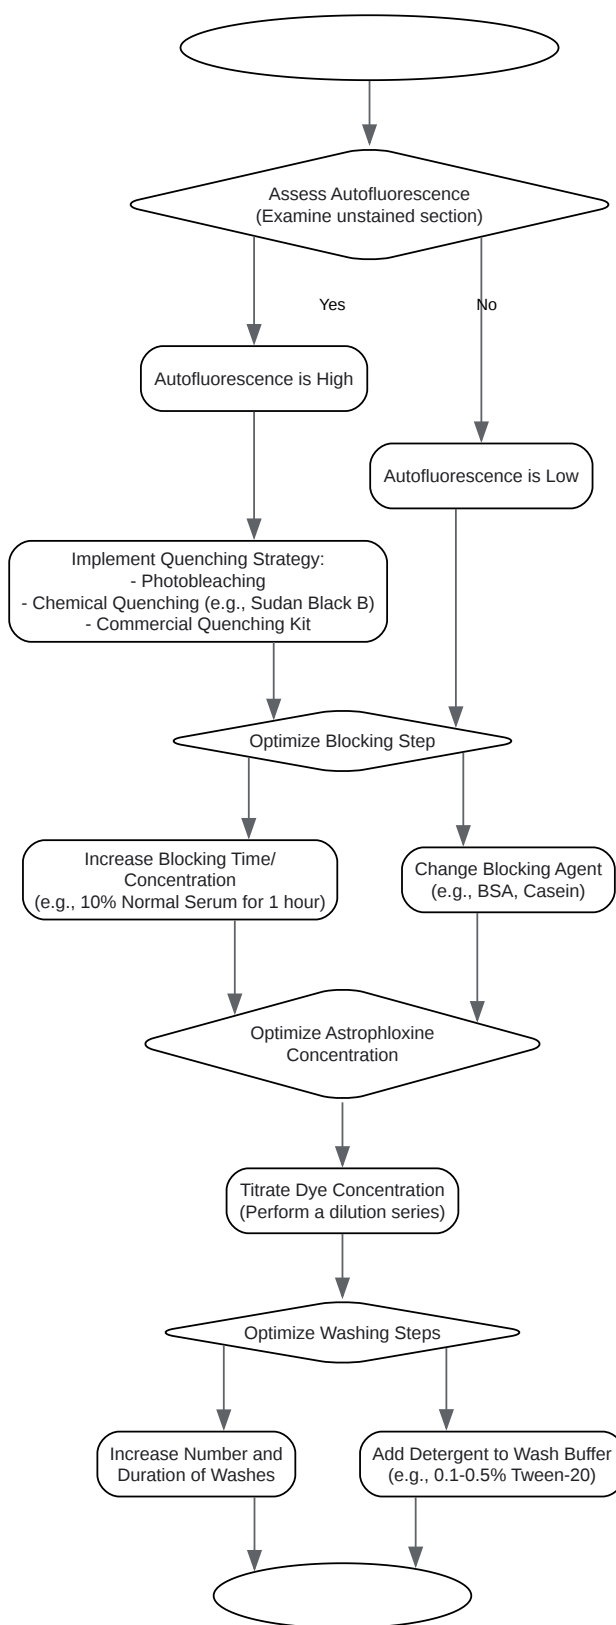 Assess Autofluorescence
(Examine unstained section)
Yes
No
Autofluorescence is High
Autofluorescence is Low
Implement Quenching Strategy:
- Photobleaching
- Chemical Quenching (e.g., Sudan Black B)
- Commercial Quenching Kit
Optimize Blocking Step
Increase Blocking Time/
Concentration
(e.g., 10% Normal Serum for 1 hour)
Change Blocking Agent
(e.g., BSA, Casein)
Optimize Astrophloxine
Concentration
Titrate Dye Concentration
(Perform a dilution series)
Optimize Washing Steps
Increase Number and
Duration of Washes
Add Detergent to Wash Buffer
(e.g., 0.1-0.5% Tween-20)